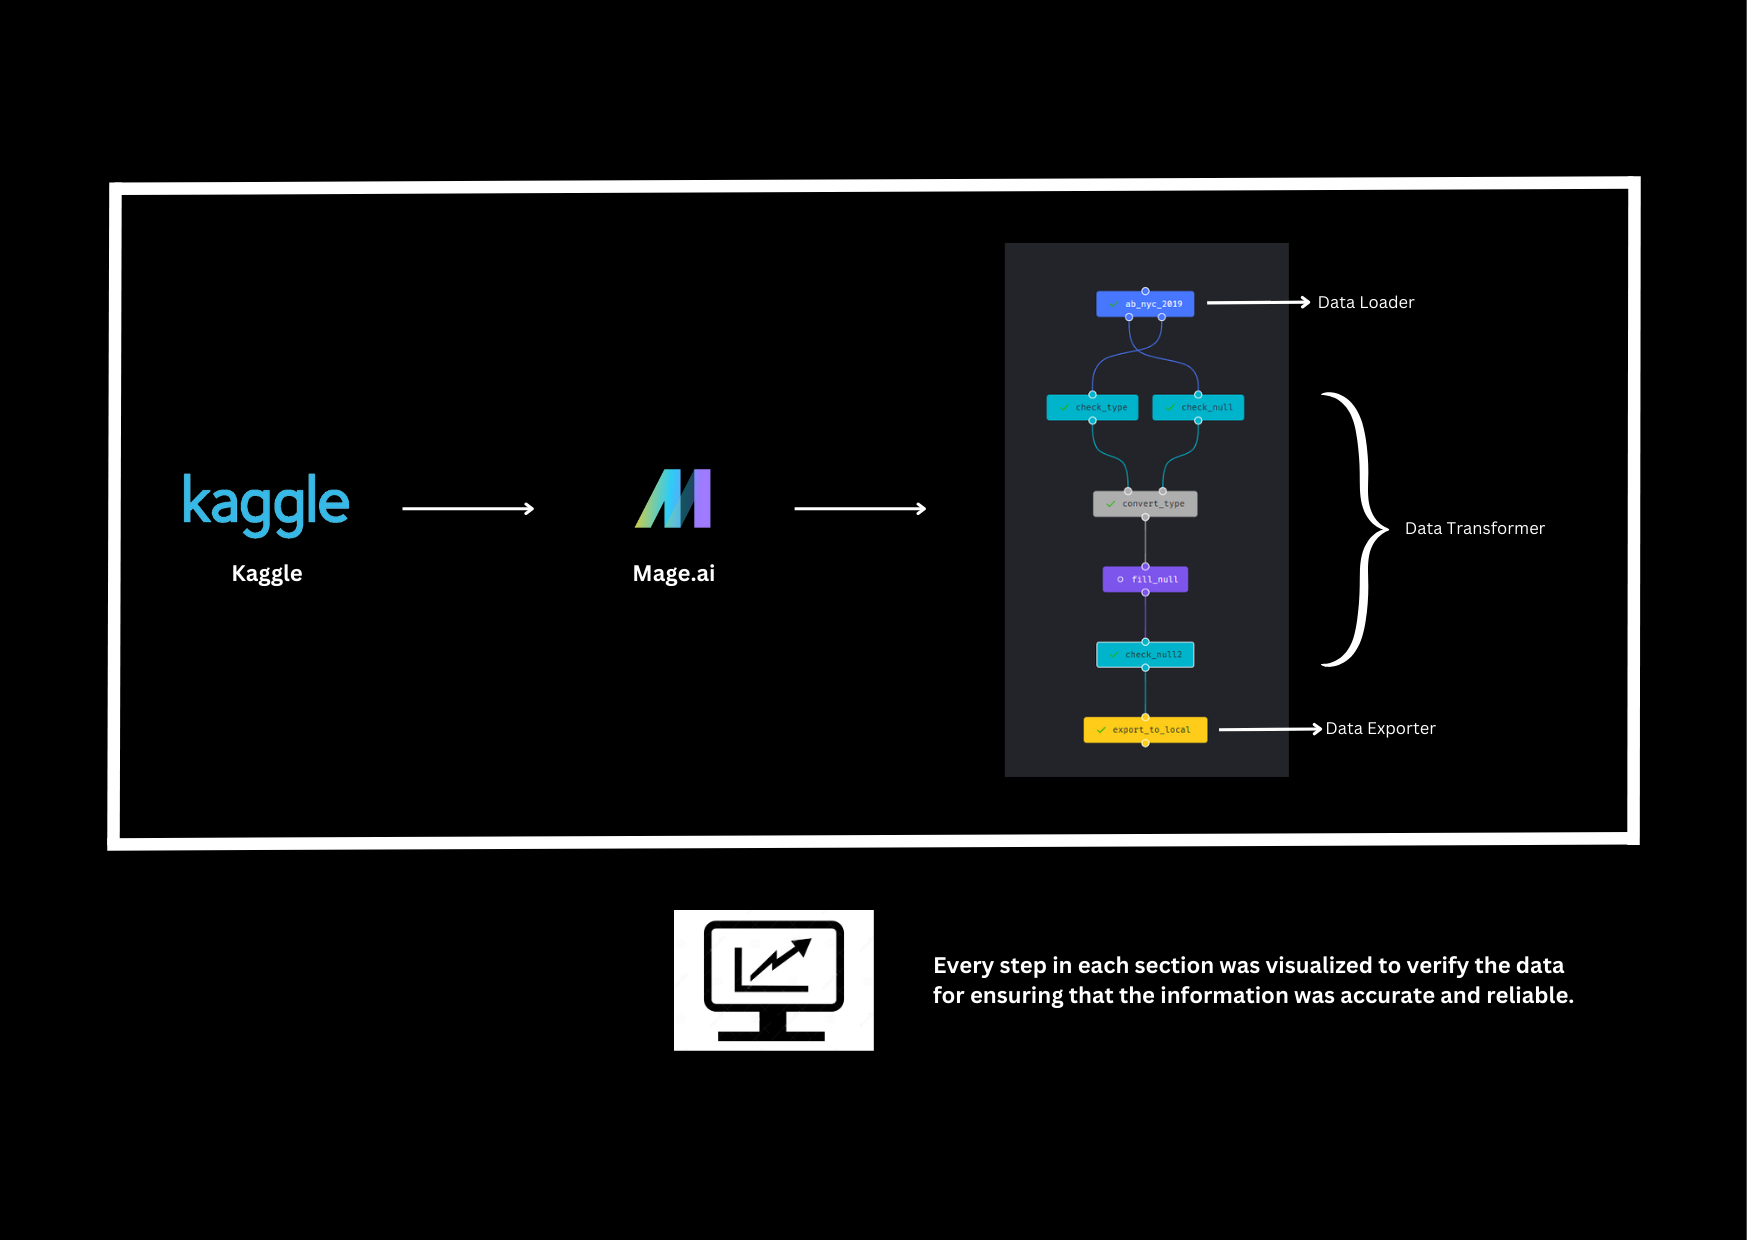 kaggle
Kaggle
Mage.ai
ab_nyc_2019
Data Loader
check_type
check_null
convert_type
Data Transformer
fill_null
check_null2
export_to_local
Data Exporter
Every step in each section was visualized to verify the data
for ensuring that the information was accurate and reliable.